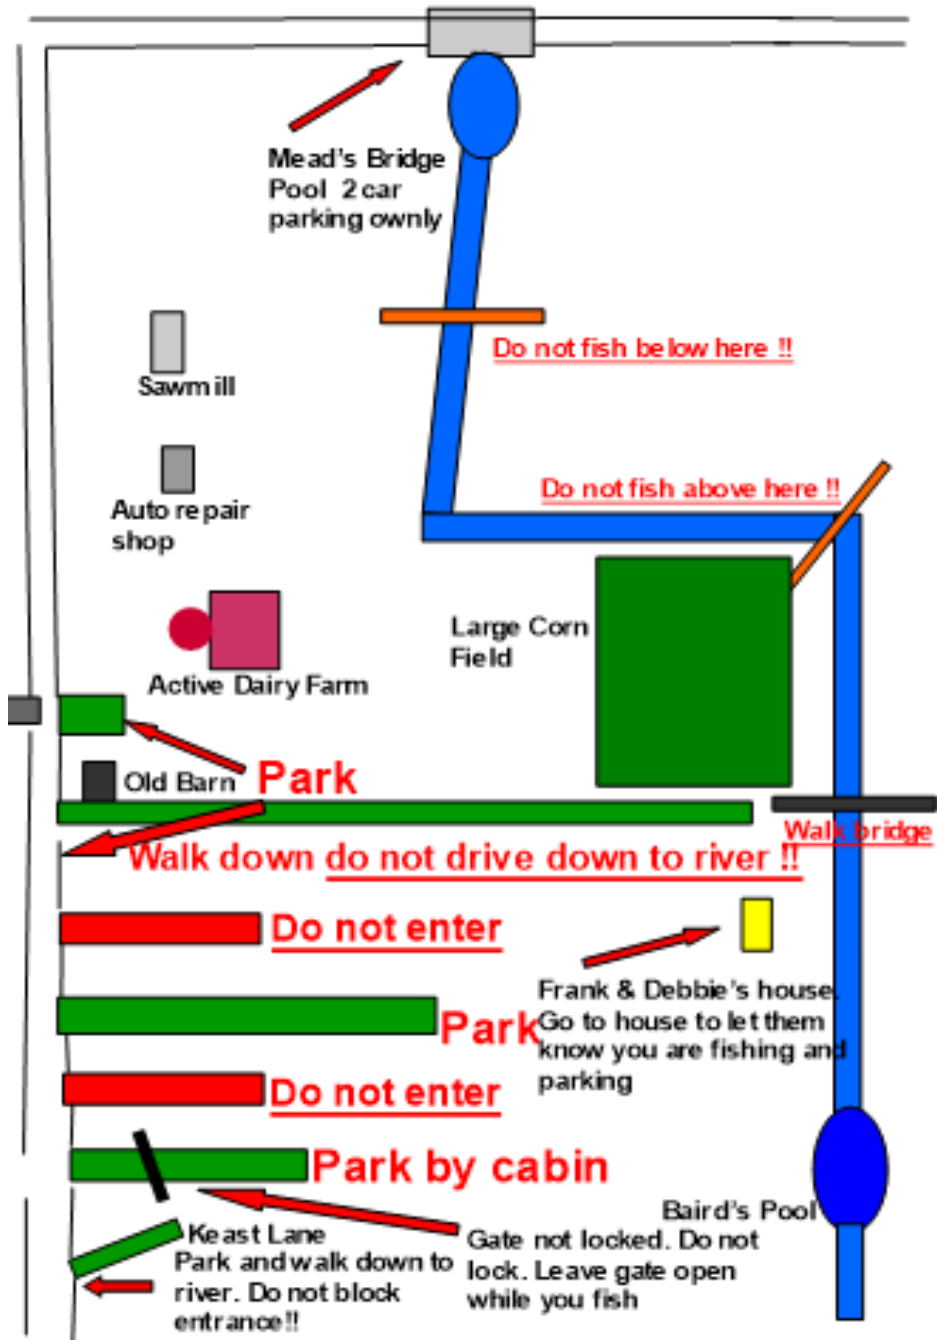 Mead's Bridge
Pool 2 car
parking ownly
Do not fish below here !!
Sawmill
Do not fish above here !!
Auto repair
shop
Large Corn
Field
Active Dairy Farm
Park
Old Barn
Walk bridge
Walk down do not drive down to river !!
Do not enter
Frank & Debbie's house.
Go to house to let them
know you are fishing and
parking
Park
Do not enter
Park by cabin
Baird's Pool
Keast Lane
Park and walk down to
river. Do not block
entrance!!
Gate not locked. Do not
lock. Leave gate open
while you fish